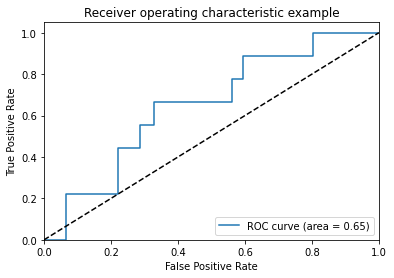 Receiver operating characteristic example
True Positive Rate
1.0
0.8
0.6
0.4
0.2
0.0
ROC curve (area = 0.65)
0.0 0.2 0.4 0.6 0.8 1.0
False Positive Rate